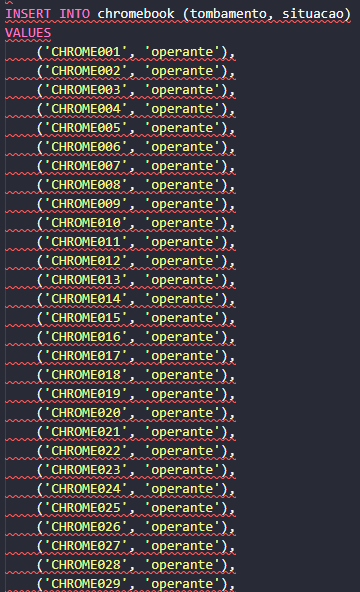 INSERT INTO chromebook (tombamento, situacao)
VALUES
('CHROME001', 'operante'),
('CHROME002', 'operante'),
('CHROME003', 'operante'),
('CHROME004', 'operante'),
('CHROME005', 'operante'),
('CHROME006', 'operante'),
('CHROME007', 'operante'),
('CHROME008', 'operante'),
('CHROME009', 'operante'),
('CHROME010', 'operante'),
('CHROME011', 'operante'),
('CHROME012', 'operante'),
('CHROME013', 'operante'),
('CHROME014', 'operante'),
('CHROME015', 'operante'),
('CHROME016', 'operante'),
('CHROME017', 'operante'),
('CHROME018', 'operante'),
('CHROME019', 'operante'),
('CHROME020', 'operante'),
('CHROME021', 'operante'),
('CHROME022', 'operante'),
('CHROME023', 'operante'),
('CHROME024', 'operante'),
('CHROME025', 'operante'),
('CHROME026', 'operante'),
('CHROME027', 'operante'),
('CHROME028', 'operante'),
('CHROME029', 'operante'),